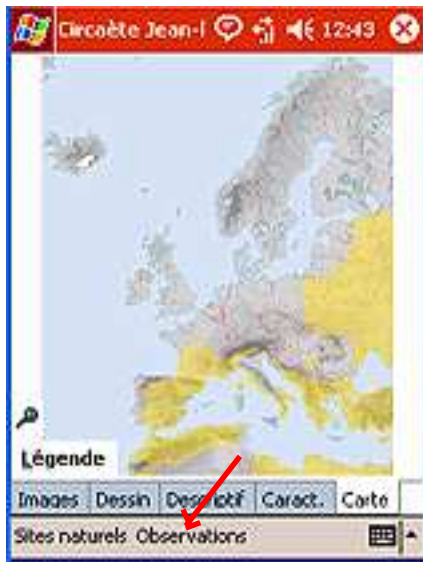 Circaète Jean-l 12:43
Légende
Images Dessin Descriptif Caract. Carte
Sites naturels Observations